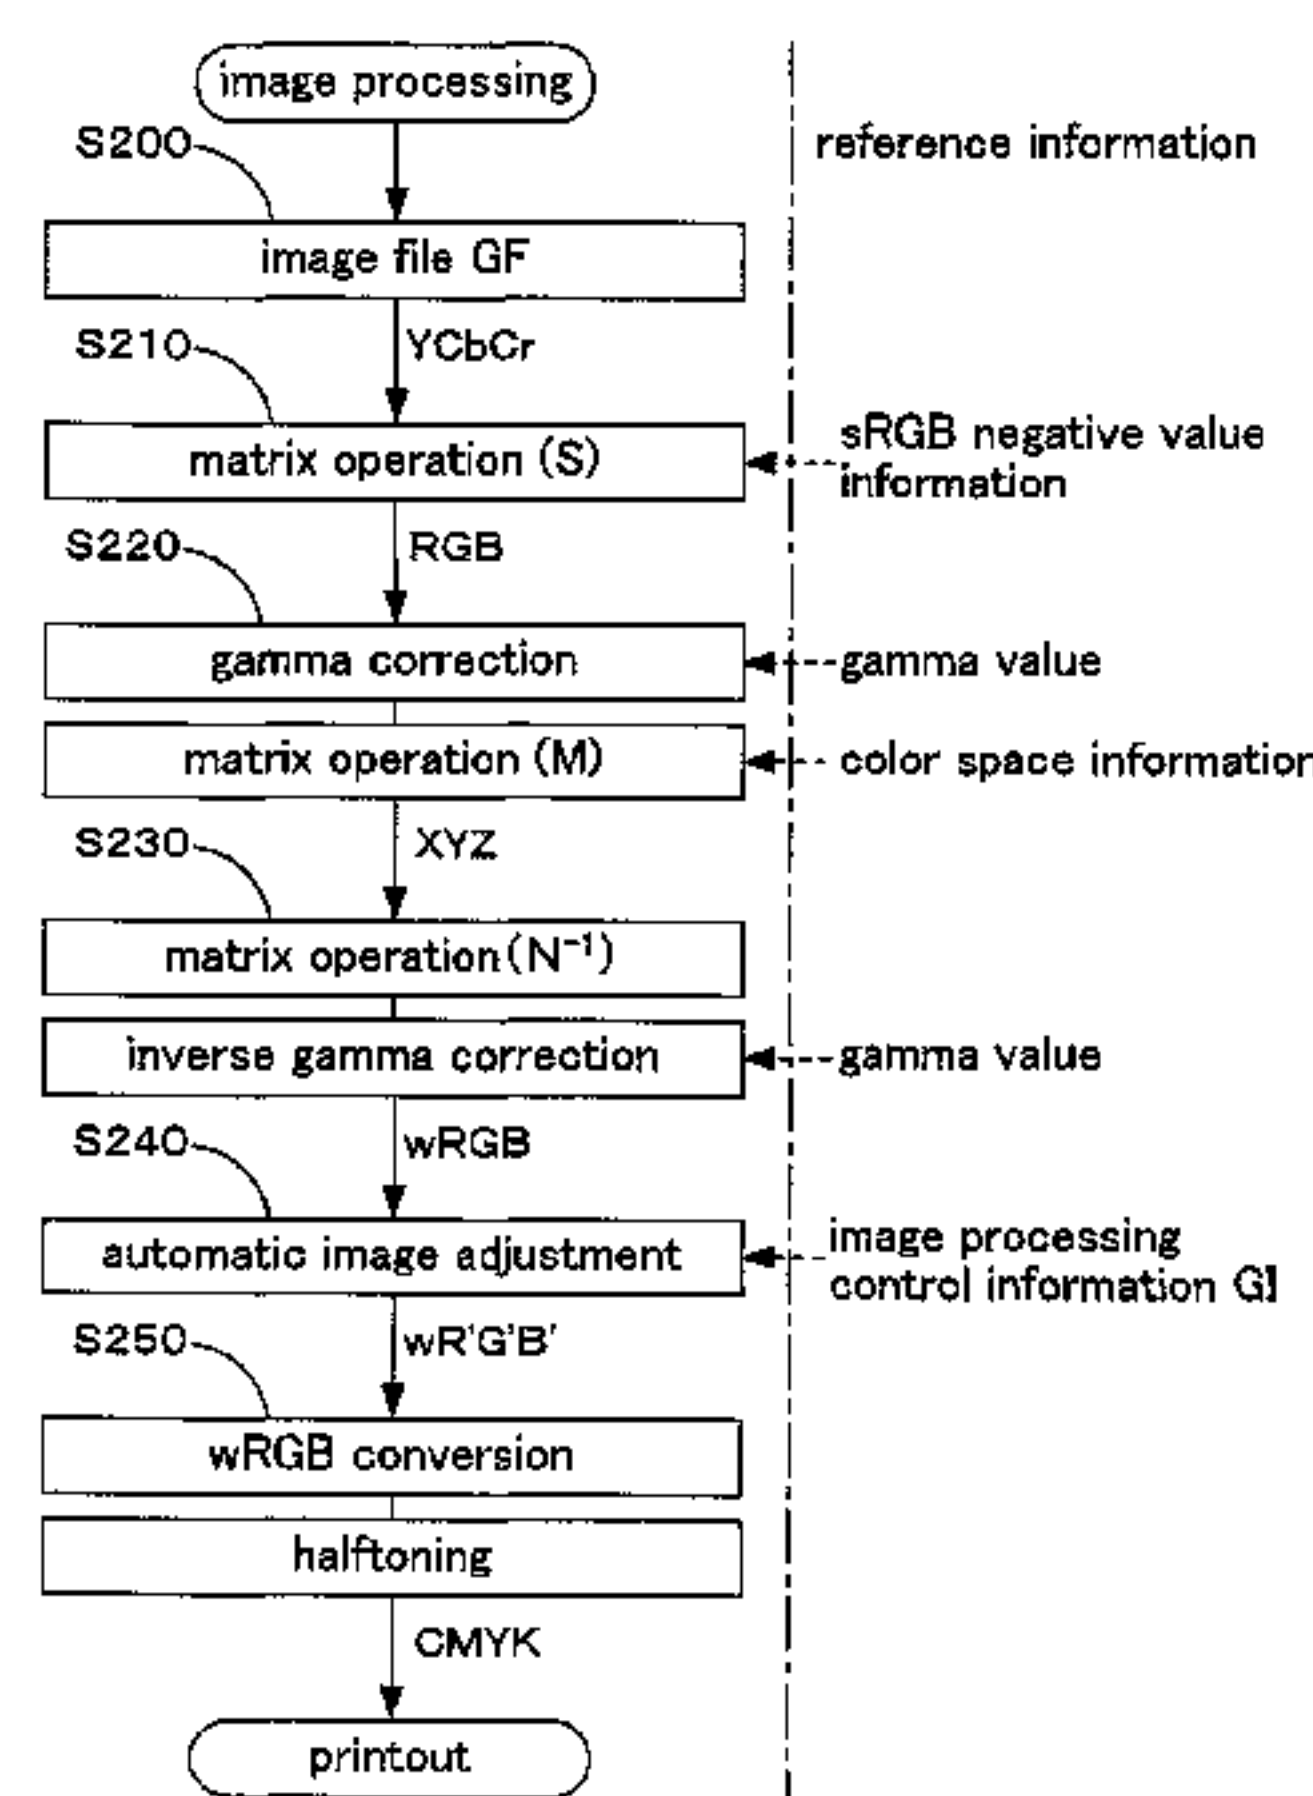 image processing
reference information
S200
image file GF
S210
YCbCr
matrix operation (S)
sRGB negative value
information
S220
RGB
gamma correction
gamma value
matrix operation (M)
color space information
S230
XYZ
matrix operation (N⁻¹)
inverse gamma correction
gamma value
S240
wRGB
automatic image adjustment
image processing
control information GI
S250
wR'G'B'
wRGB conversion
halftoning
CMYK
printout